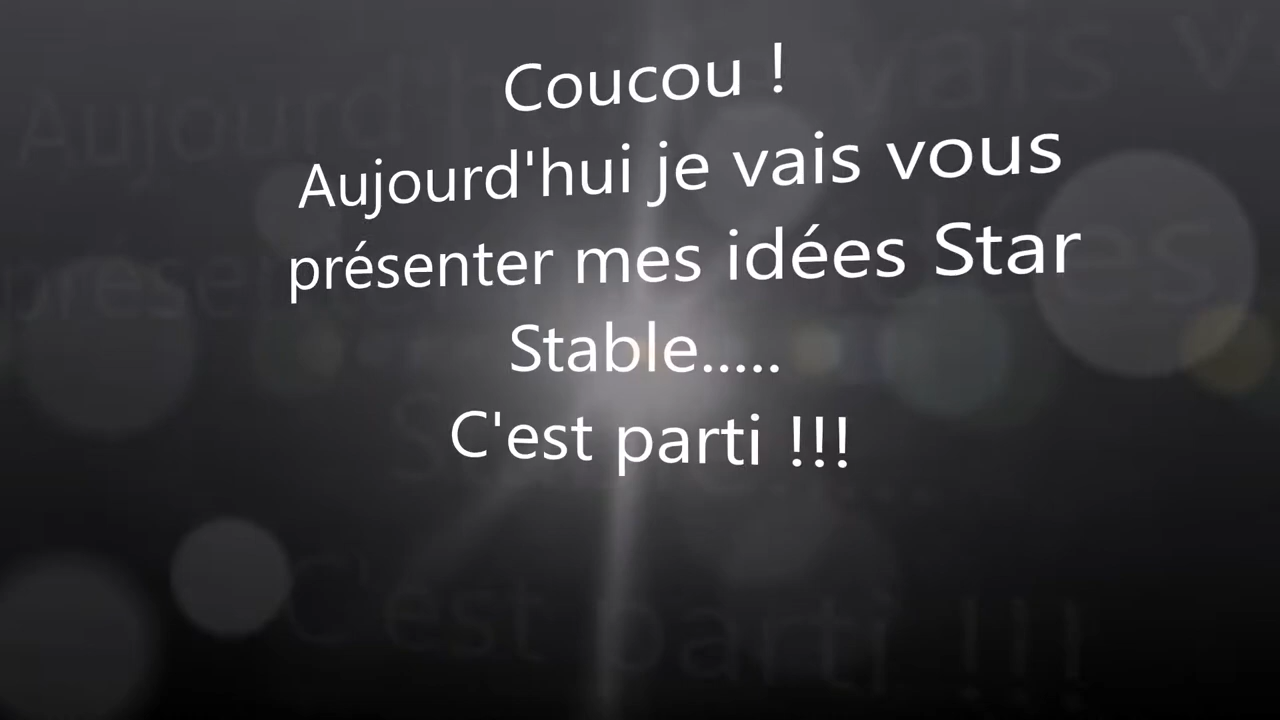 Coucou !
Aujourd'hui je vais vous
présenter mes idées Star
Stable.....
C'est parti !!!